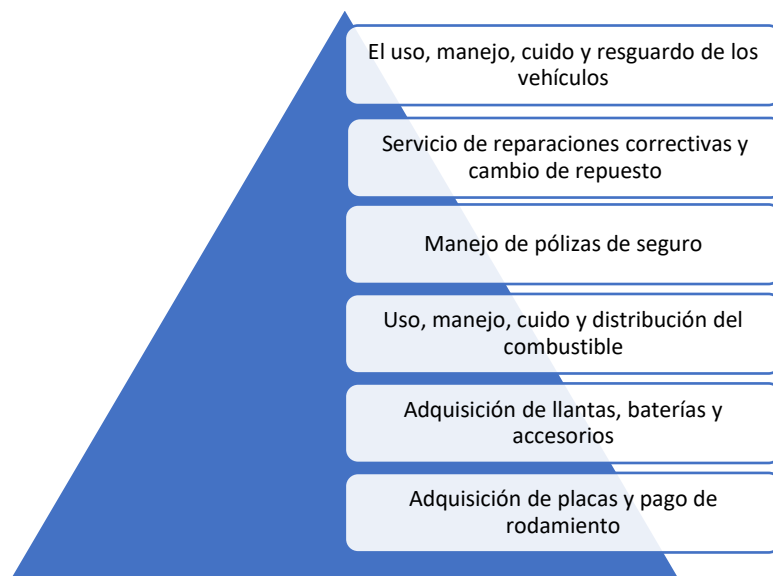 El uso, manejo, cuido y resguardo de los
vehículos
Servicio de reparaciones correctivas y
cambio de repuesto
Manejo de pólizas de seguro
Uso, manejo, cuido y distribución del
combustible
Adquisición de llantas, baterías y
accesorios
Adquisición de placas y pago de
rodamiento